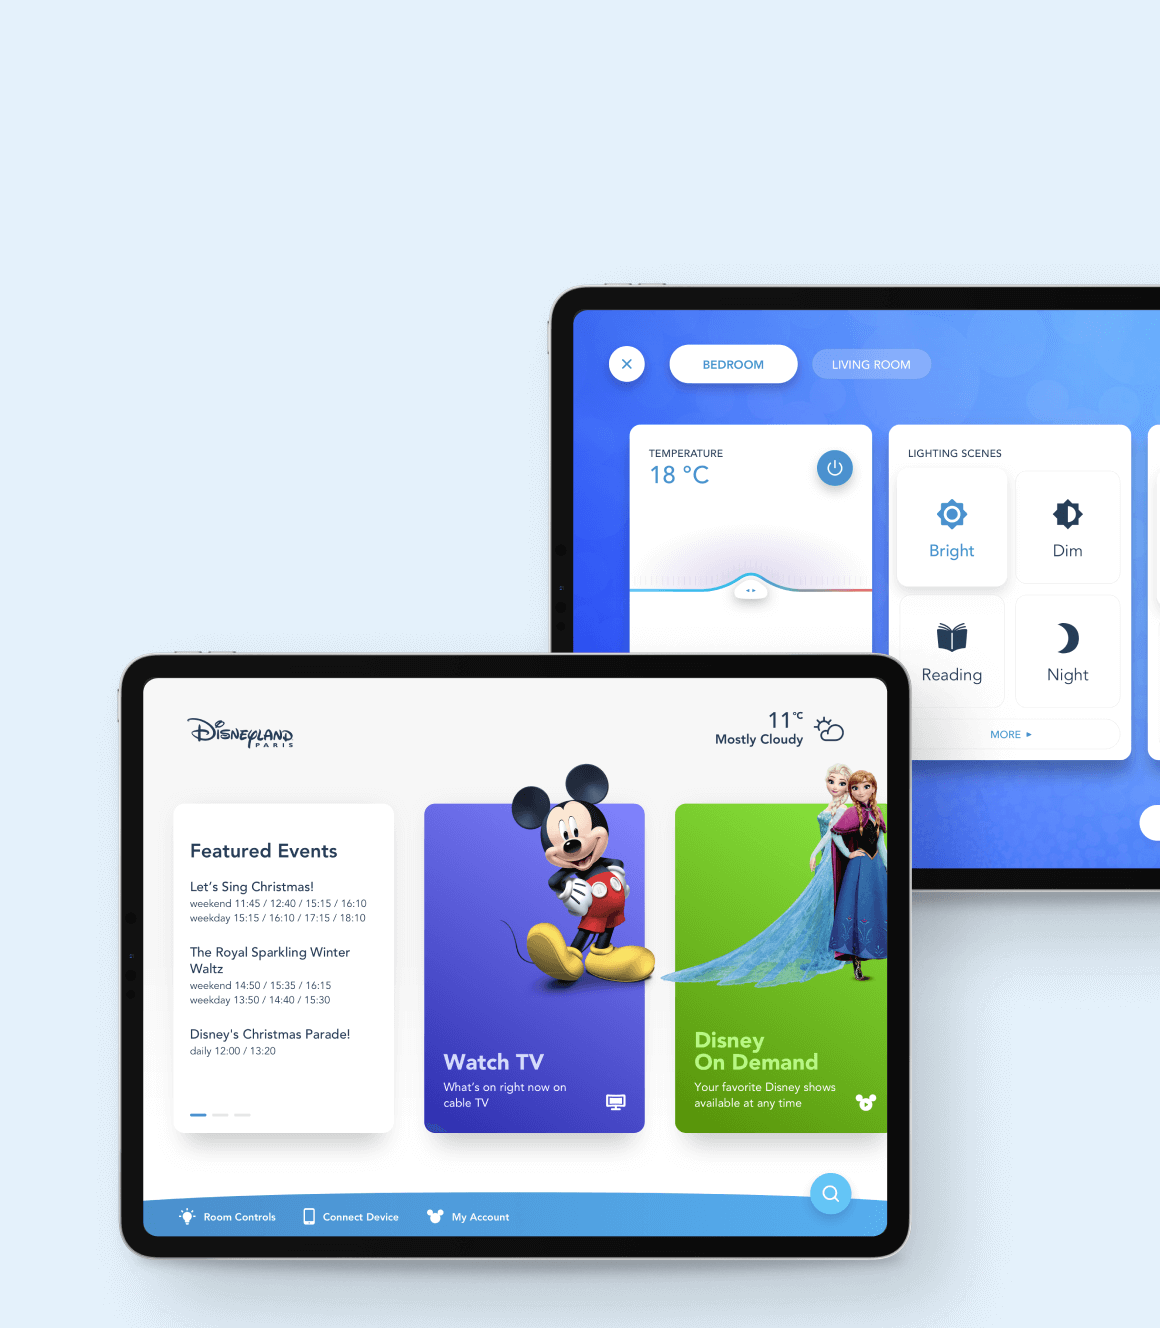 BEDROOM
LIVING ROOM
TEMPERATURE
18 °C
LIGHTING SCENES
Bright
Dim
Reading
Night
MORE
Disneyland
PARIS
11°C
Mostly Cloudy
Featured Events
Let’s Sing Christmas!
weekend 11:45 / 12:40 / 15:15 / 16:10
weekday 15:15 / 16:10 / 17:15 / 18:10
The Royal Sparkling Winter
Waltz
weekend 14:50 / 15:35 / 16:15
weekday 13:50 / 14:40 / 15:30
Disney's Christmas Parade!
daily 12:00 / 13:20
Watch TV
What’s on right now on
cable TV
Disney
On Demand
Your favorite Disney shows
available at any time
Room Controls
Connect Device
My Account